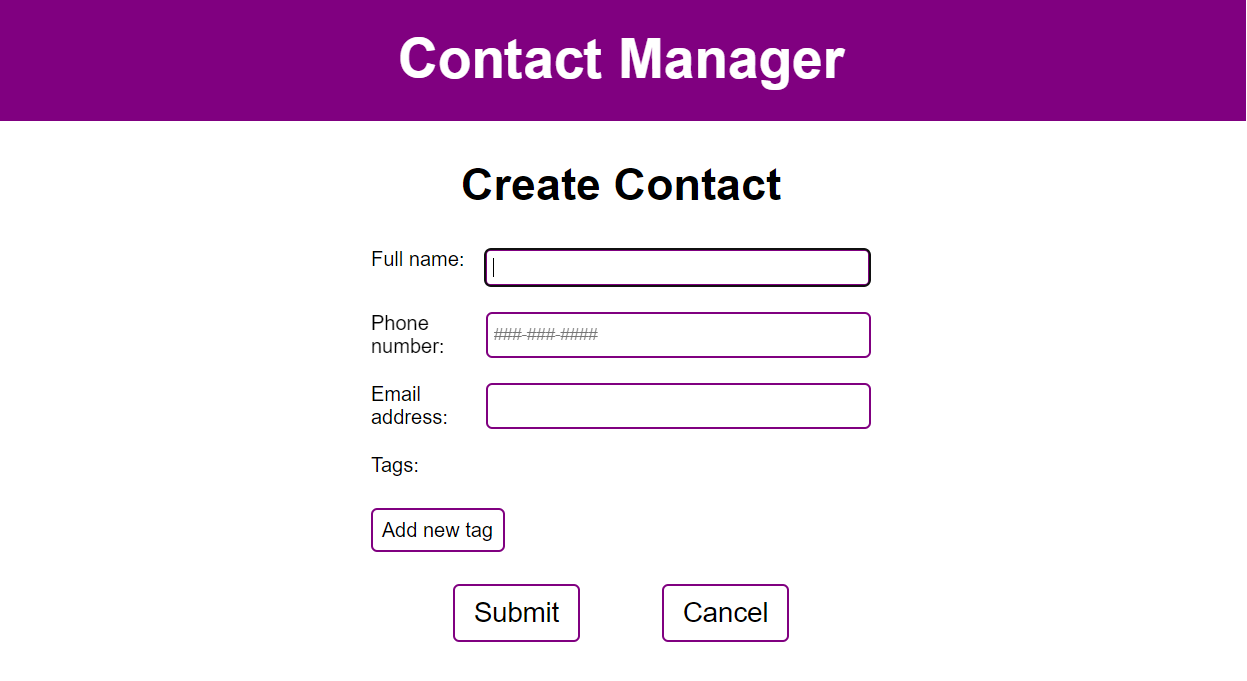 Contact Manager
Create Contact
Full name:
Phone
number:
###-###-####
Email
address:
Tags:
Add new tag
Submit
Cancel